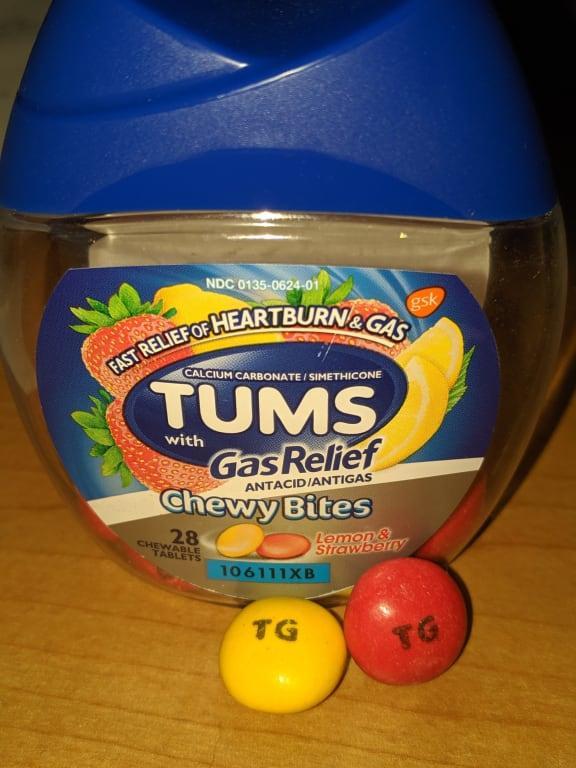 NDC 0135-0624-01
gsk
FAST RELIEF OF HEARTBURN & GAS
CALCIUM CARBONATE / SIMETHICONE
TUMS
with
Gas Relief
ANTACID/ANTIGAS
Chewy Bites
28
CHEWABLE
TABLETS
Lemon &
Strawberry
106111XB
TG
TG